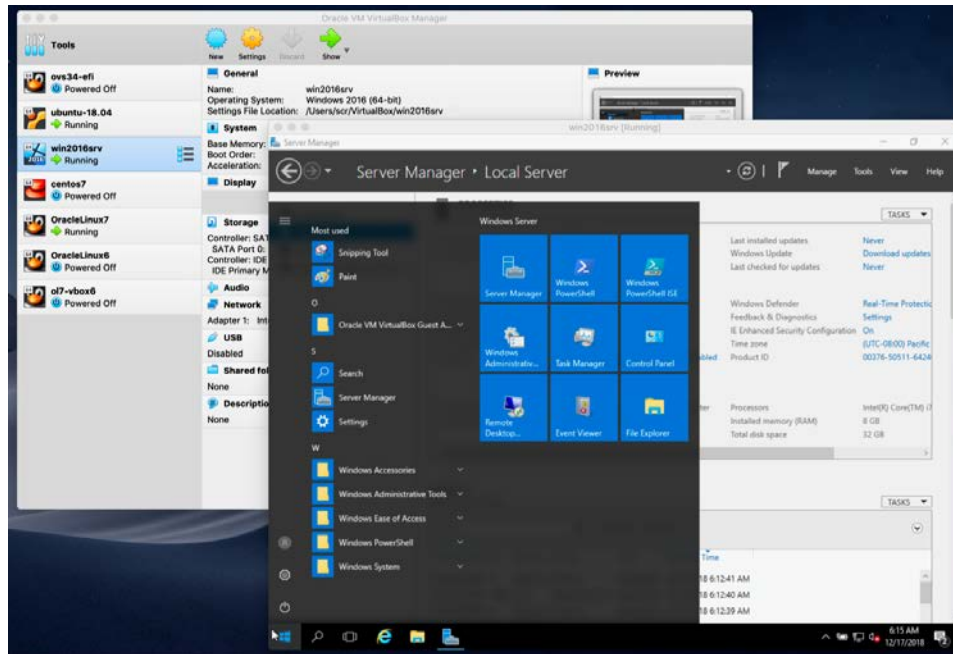 Oracle VM VirtualBox Manager
Tools
New Settings Discard Show
ovs34-efi
Powered Off
ubuntu-18.04
Running
win2016srv
Running
centos7
Powered Off
OracleLinux7
Running
OracleLinux6
Powered Off
ol7-vbox6
Powered Off
General
Name: win2016srv
Operating System: Windows 2016 (64-bit)
Settings File Location: /Users/scr/VirtualBox/win2016srv
Preview
System
Base Memory:
Boot Order:
Acceleration:
Display
Storage
Controller: SAT
SATA Port 0:
Controller: IDE
IDE Primary M
Audio
Network
Adapter 1: Int
USB
Disabled
Shared fol
None
Descriptio
None
win2016srv [Running]
Server Manager
Server Manager • Local Server
Manage Tools View Help
TASKS
Most used
Snipping Tool
Paint
O
Oracle VM VirtualBox Guest A...
S
Search
Server Manager
Settings
W
Windows Accessories
Windows Administrative Tools
Windows Ease of Access
Windows PowerShell
Windows System
Windows Server
Server Manager
Windows PowerShell
Windows PowerShell ISE
Windows Administrativ...
Task Manager
Control Panel
Remote Desktop...
Event Viewer
File Explorer
Last installed updates Never
Windows Update Download updates
Last checked for updates Never
Windows Defender Real-Time Protectic
Feedback & Diagnostics Settings
IE Enhanced Security Configuration On
Time zone (UTC-08:00) Pacific
abled Product ID 00376-50511-6424
ter Processors Intel(R) Core(TM) i7
Installed memory (RAM) 8 GB
Total disk space 32 GB
TASKS
Time
18 6:12:41 AM
18 6:12:40 AM
18 6:12:39 AM
6:15 AM
12/17/2018